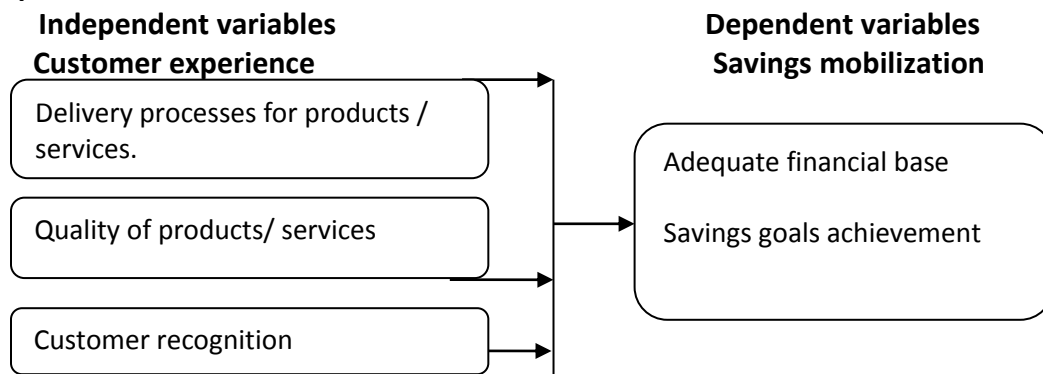 Independent variables
Customer experience
Dependent variables
Savings mobilization
Delivery processes for products /
services.
Quality of products/ services
Customer recognition
Adequate financial base
Savings goals achievement